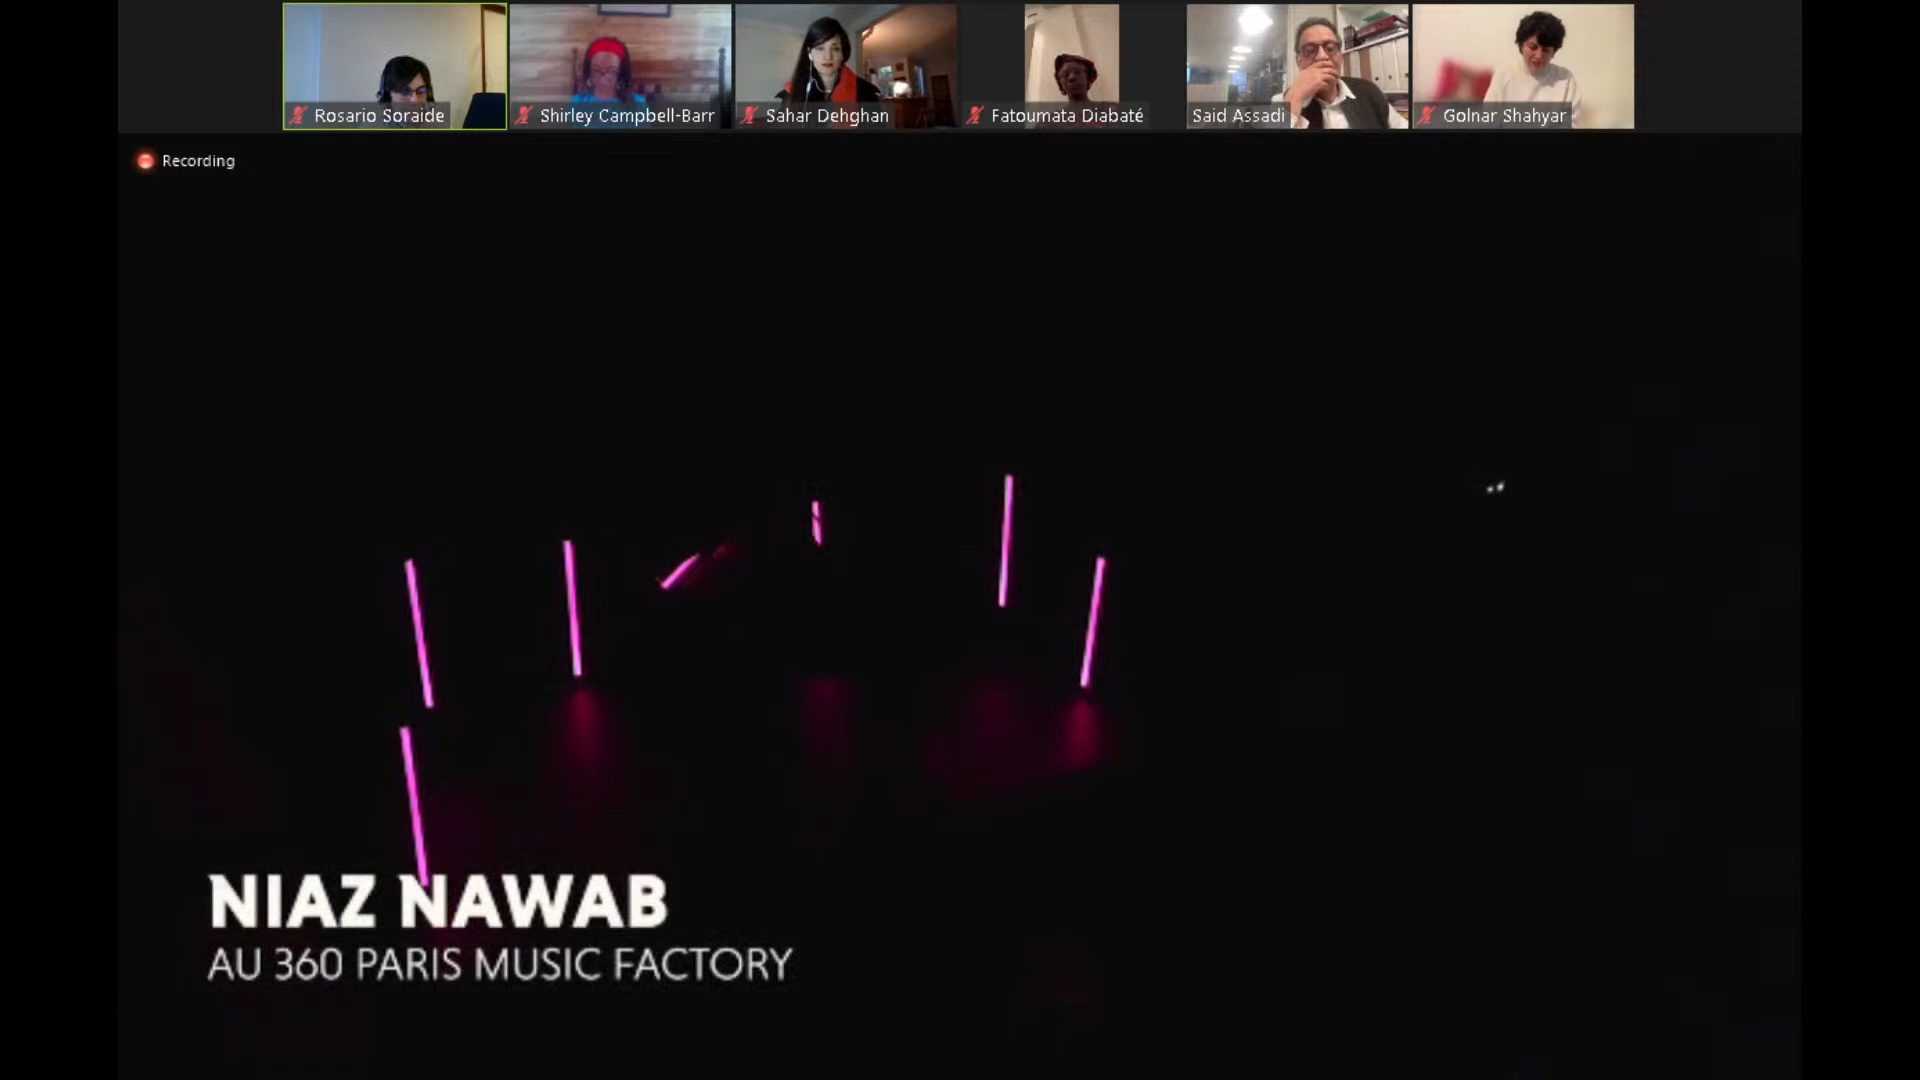 Rosario Soraide
Shirley Campbell-Barr
Sahar Dehghan
Fatoumata Diabaté
Said Assadi
Golnar Shahyar
Recording
NIAZ NAWAB
AU 360 PARIS MUSIC FACTORY